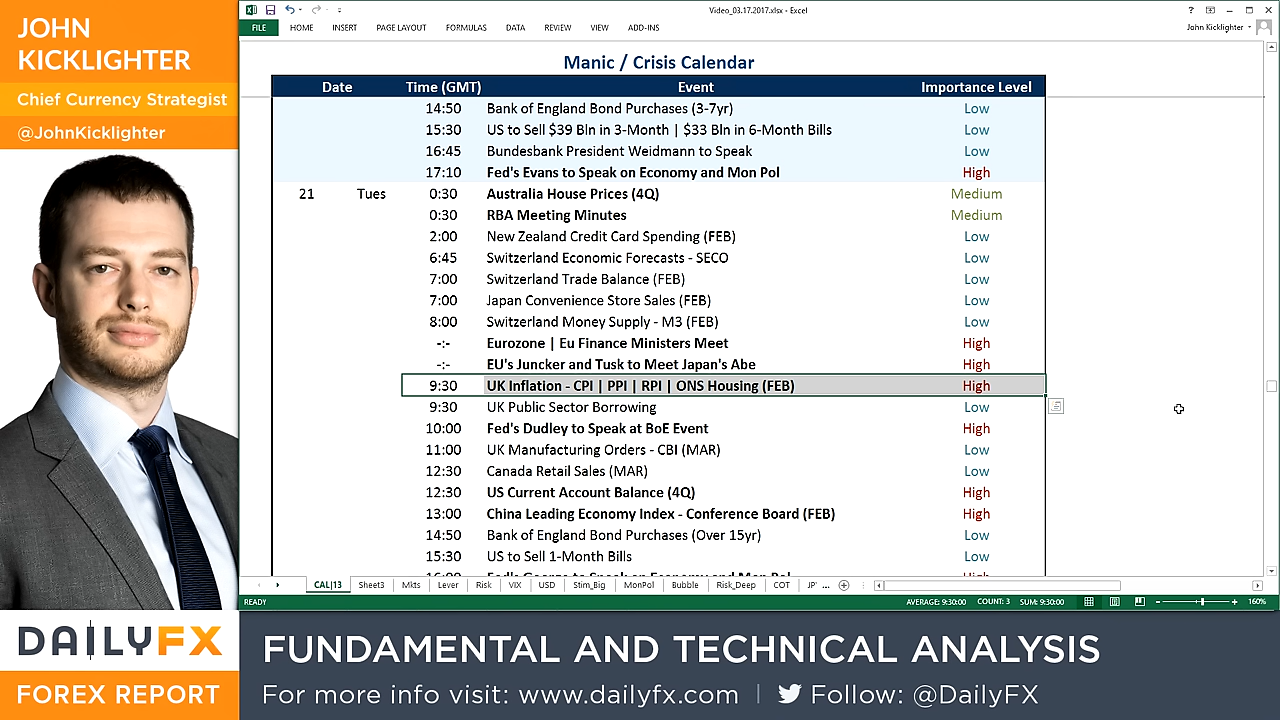 JOHN
KICKLIGHTER
Chief Currency Strategist
@JohnKicklighter
Video_03.17.2017.xlsx - Excel
FILE HOME INSERT PAGE LAYOUT FORMULAS DATA REVIEW VIEW ADD-INS John Kicklighter
Manic / Crisis Calendar
Date Time (GMT) Event Importance Level
14:50 Bank of England Bond Purchases (3-7yr) Low
15:30 US to Sell $39 Bln in 3-Month | $33 Bln in 6-Month Bills Low
16:45 Bundesbank President Weidmann to Speak Low
17:10 Fed's Evans to Speak on Economy and Mon Pol High
21 Tues 0:30 Australia House Prices (4Q) Medium
0:30 RBA Meeting Minutes Medium
2:00 New Zealand Credit Card Spending (FEB) Low
6:45 Switzerland Economic Forecasts - SECO Low
7:00 Switzerland Trade Balance (FEB) Low
7:00 Japan Convenience Store Sales (FEB) Low
8:00 Switzerland Money Supply - M3 (FEB) Low
-:- Eurozone | Eu Finance Ministers Meet High
-:- EU's Juncker and Tusk to Meet Japan's Abe High
9:30 UK Inflation - CPI | PPI | RPI | ONS Housing (FEB) High
9:30 UK Public Sector Borrowing Low
10:00 Fed's Dudley to Speak at BoE Event High
11:00 UK Manufacturing Orders - CBI (MAR) Low
12:30 Canada Retail Sales (MAR) Low
12:30 US Current Account Balance (4Q) High
13:00 China Leading Economy Index - Conference Board (FEB) High
14:50 Bank of England Bond Purchases (Over 15yr) Low
15:30 US to Sell 1-Month Bills Low
CAL|13 Sheet3 Mkts Lever Risk VIX USD Stim_Big MonPol Bubble Risk_Deep COT JP' ...
READY AVERAGE: 9:30:00 COUNT: 3 SUM: 9:30:00 160%
DAILYFX
FOREX REPORT
FUNDAMENTAL AND TECHNICAL ANALYSIS
For more info visit: www.dailyfx.com | Follow: @DailyFX